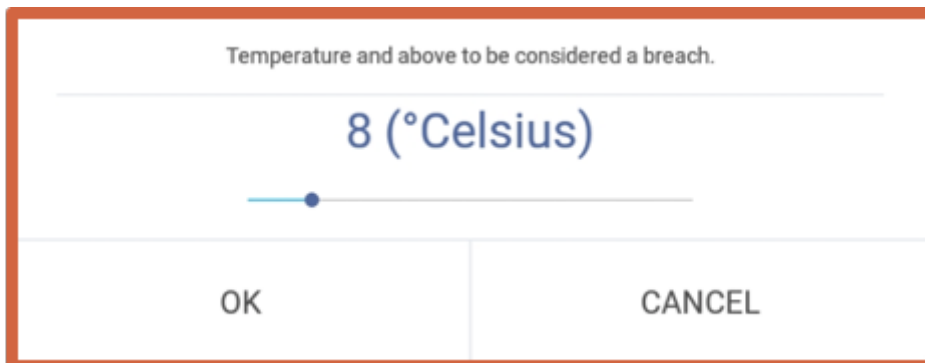 Temperature and above to be considered a breach.
8 (°Celsius)
OK
CANCEL